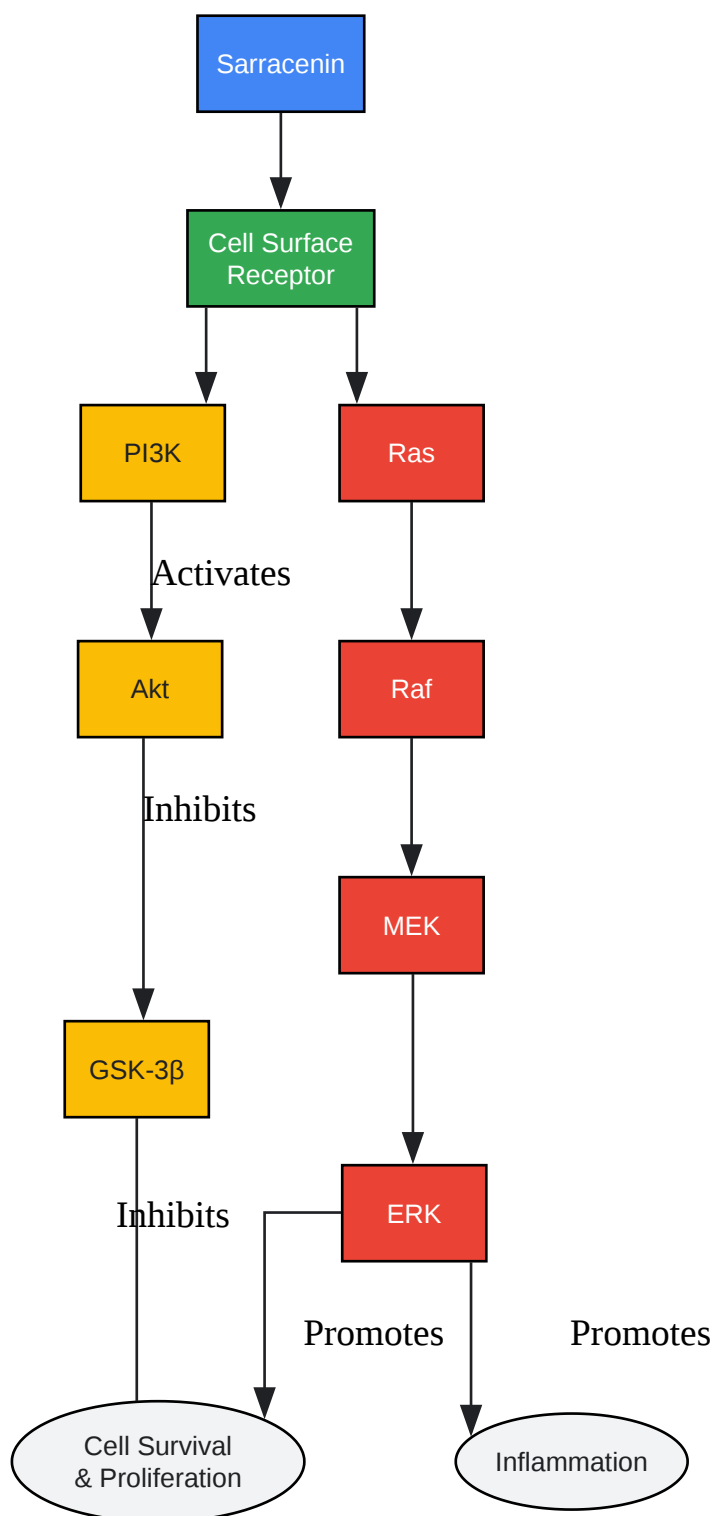 Sarracenin
Cell Surface
Receptor
PI3K
Ras
Activates
Akt
Raf
Inhibits
MEK
GSK-3β
Inhibits
ERK
Promotes
Promotes
Cell Survival
& Proliferation
Inflammation